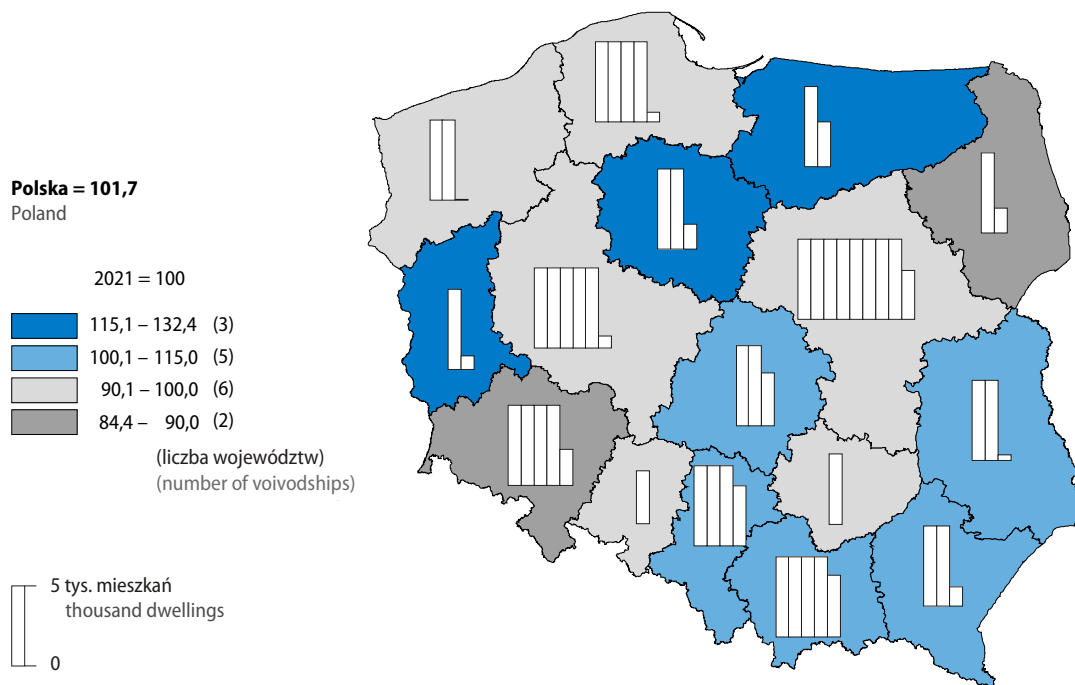 Polska = 101,7
Poland
2021 = 100
115,1 – 132,4 (3)
100,1 – 115,0 (5)
90,1 – 100,0 (6)
84,4 – 90,0 (2)
(liczba województw)
(number of voivodships)
5 tys. mieszkań
thousand dwellings
0